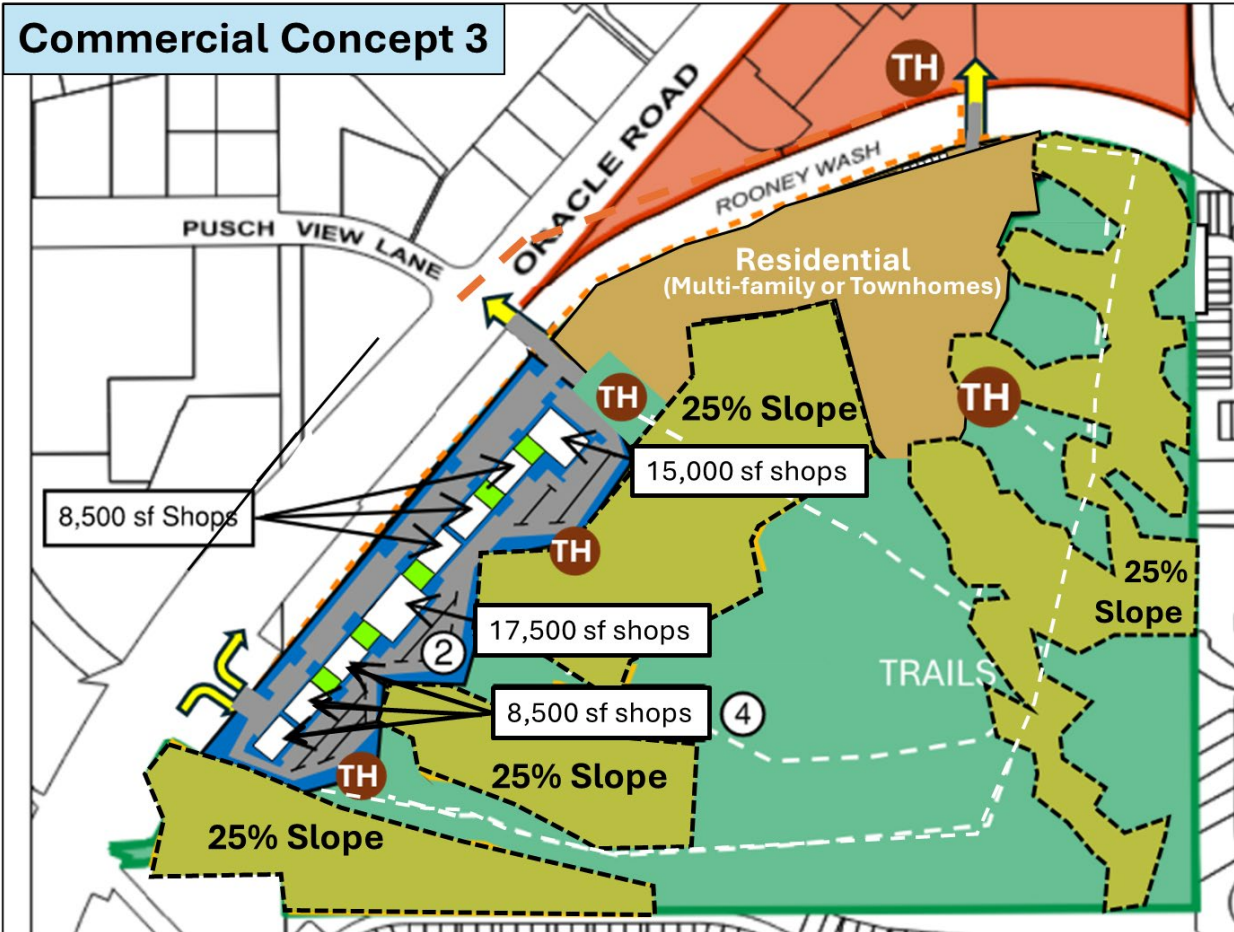 Commercial Concept 3
TH
ORACLE ROAD
ROONEY WASH
PUSCH VIEW LANE
Residential
(Multi-family or Townhomes)
TH
TH
25% Slope
15,000 sf shops
8,500 sf Shops
TH
25%
Slope
17,500 sf shops
2
TRAILS
8,500 sf shops
4
TH
25% Slope
25% Slope